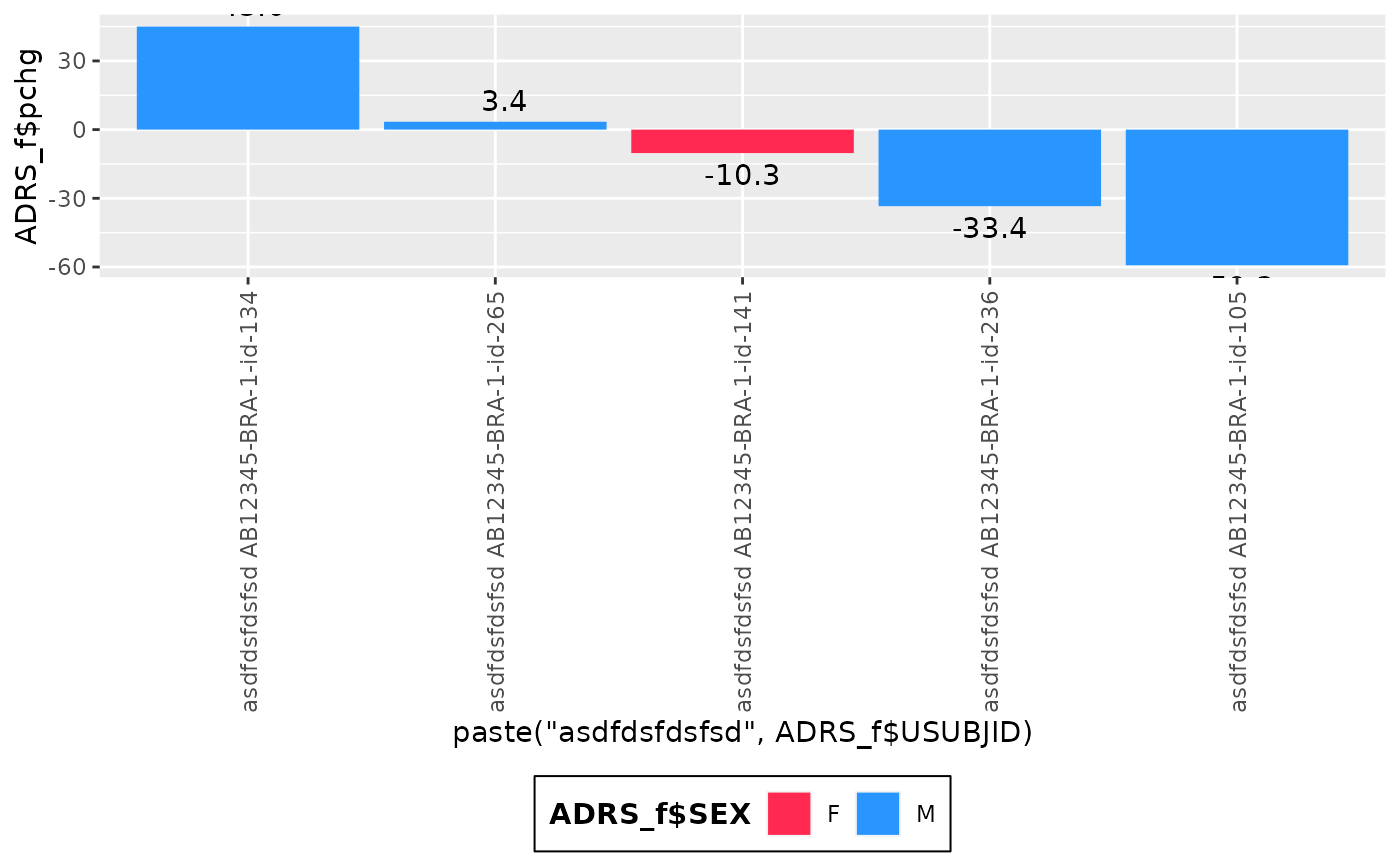 ADRS_f$pchg
30
0
-30
-60
3.4
-10.3
-33.4
asdfdsfdsfsd AB12345-BRA-1-id-134
asdfdsfdsfsd AB12345-BRA-1-id-265
asdfdsfdsfsd AB12345-BRA-1-id-141
asdfdsfdsfsd AB12345-BRA-1-id-236
asdfdsfdsfsd AB12345-BRA-1-id-105
paste("asdfdsfdsfsd", ADRS_f$USUBJID)
ADRS_f$SEX F M